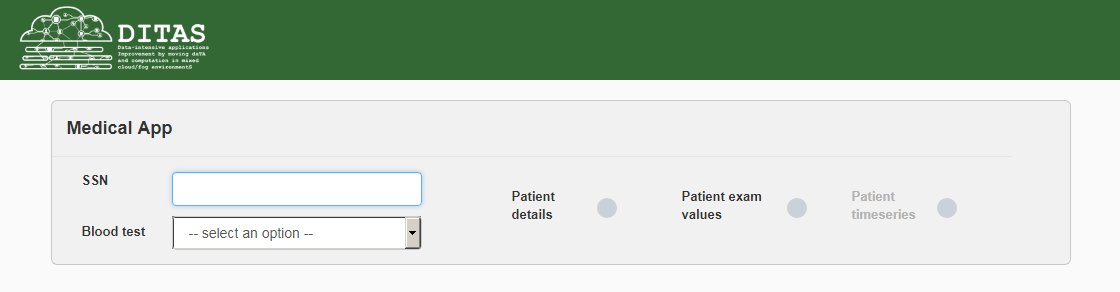 DITAS
Data-intensive applications
Improvement by moving daTA
and computation in mixed
cloud/fog environmentS
Medical App
SSN
Blood test
-- select an option --
Patient
details
Patient exam
values
Patient
timeseries